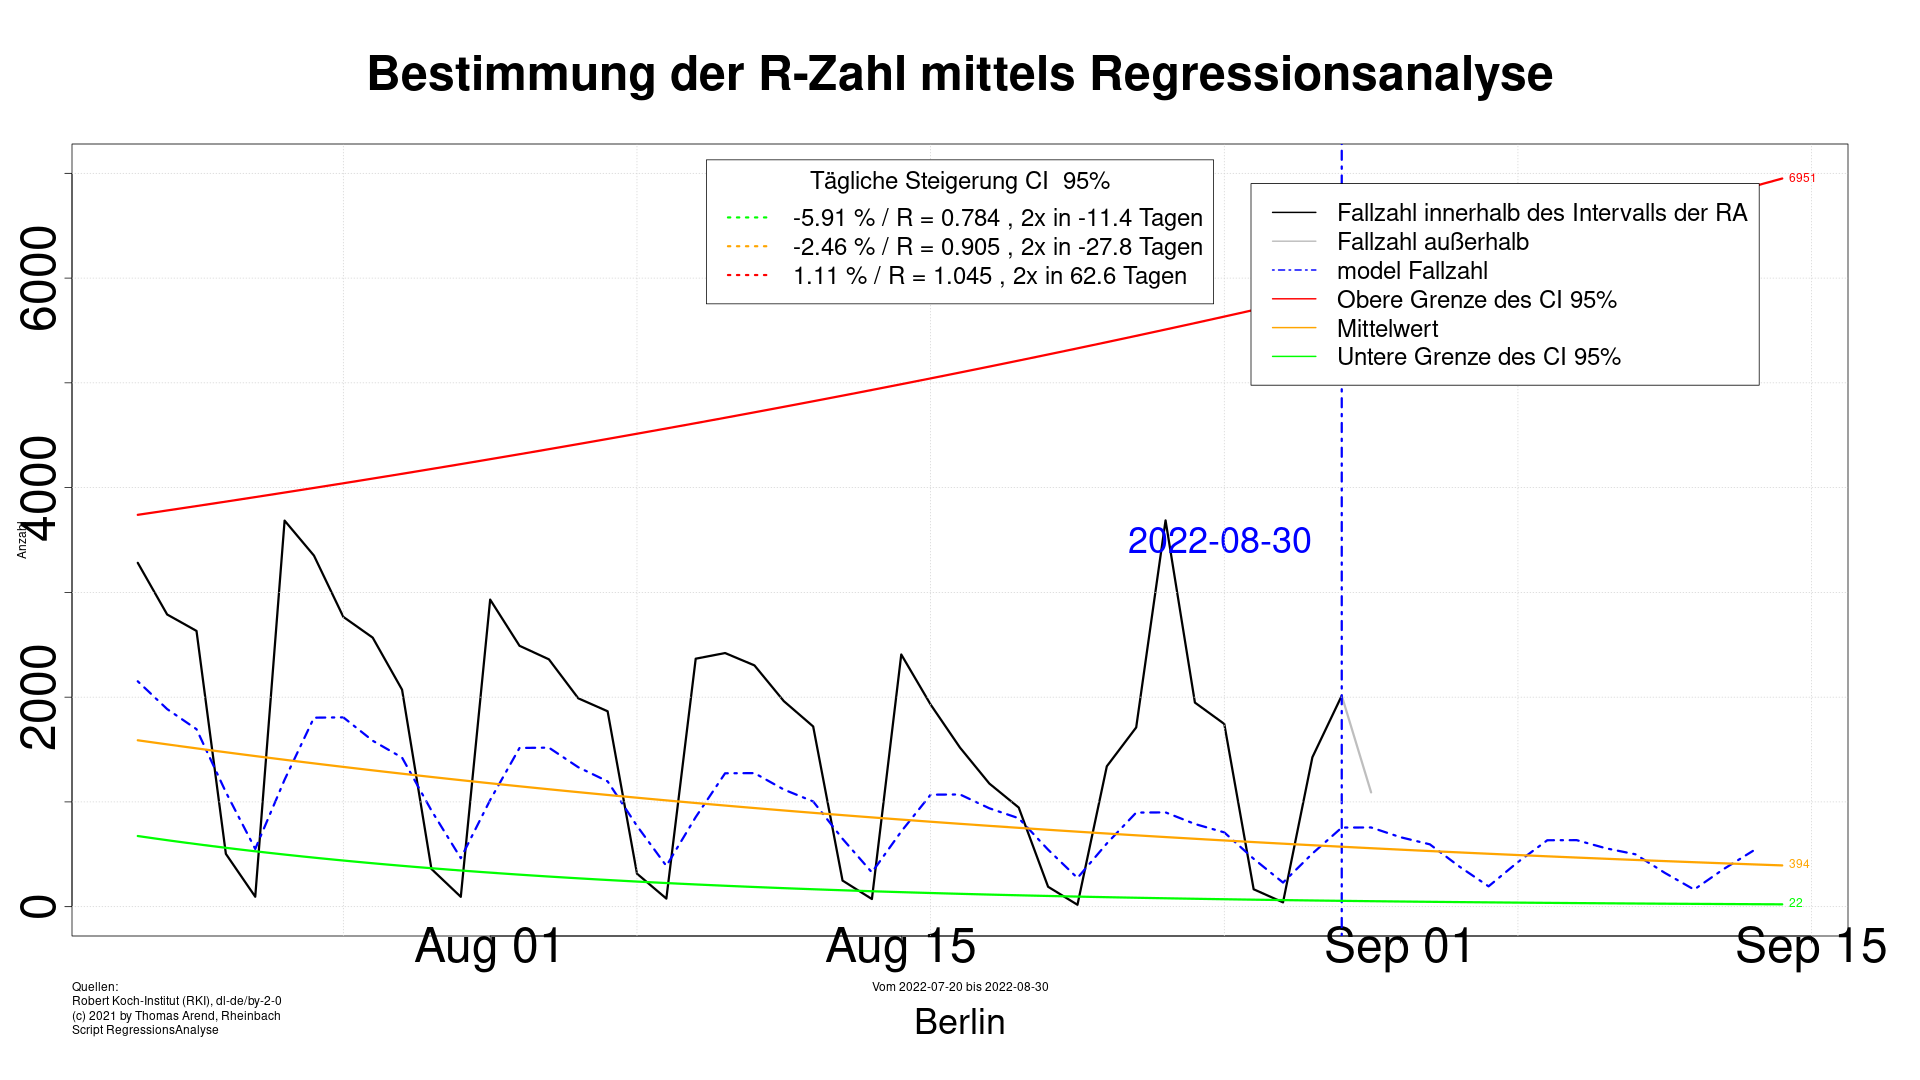 Bestimmung der R-Zahl mittels Regressionsanalyse
Tägliche Steigerung CI  95%
-5.91 % / R = 0.784 , 2x in -11.4 Tagen
-2.46 % / R = 0.905 , 2x in -27.8 Tagen
1.11 % / R = 1.045 , 2x in 62.6 Tagen
Fallzahl innerhalb des Intervalls der RA
Fallzahl außerhalb
model Fallzahl
Obere Grenze des CI 95%
Mittelwert
Untere Grenze des CI 95%
6951
394
22
2022-08-30
6000
4000
2000
0
Anzahl
Aug 01
Aug 15
Sep 01
Sep 15
Quellen:
Robert Koch-Institut (RKI), dl-de/by-2-0
(c) 2021 by Thomas Arend, Rheinbach
Script RegressionsAnalyse
Vom 2022-07-20 bis 2022-08-30
Berlin